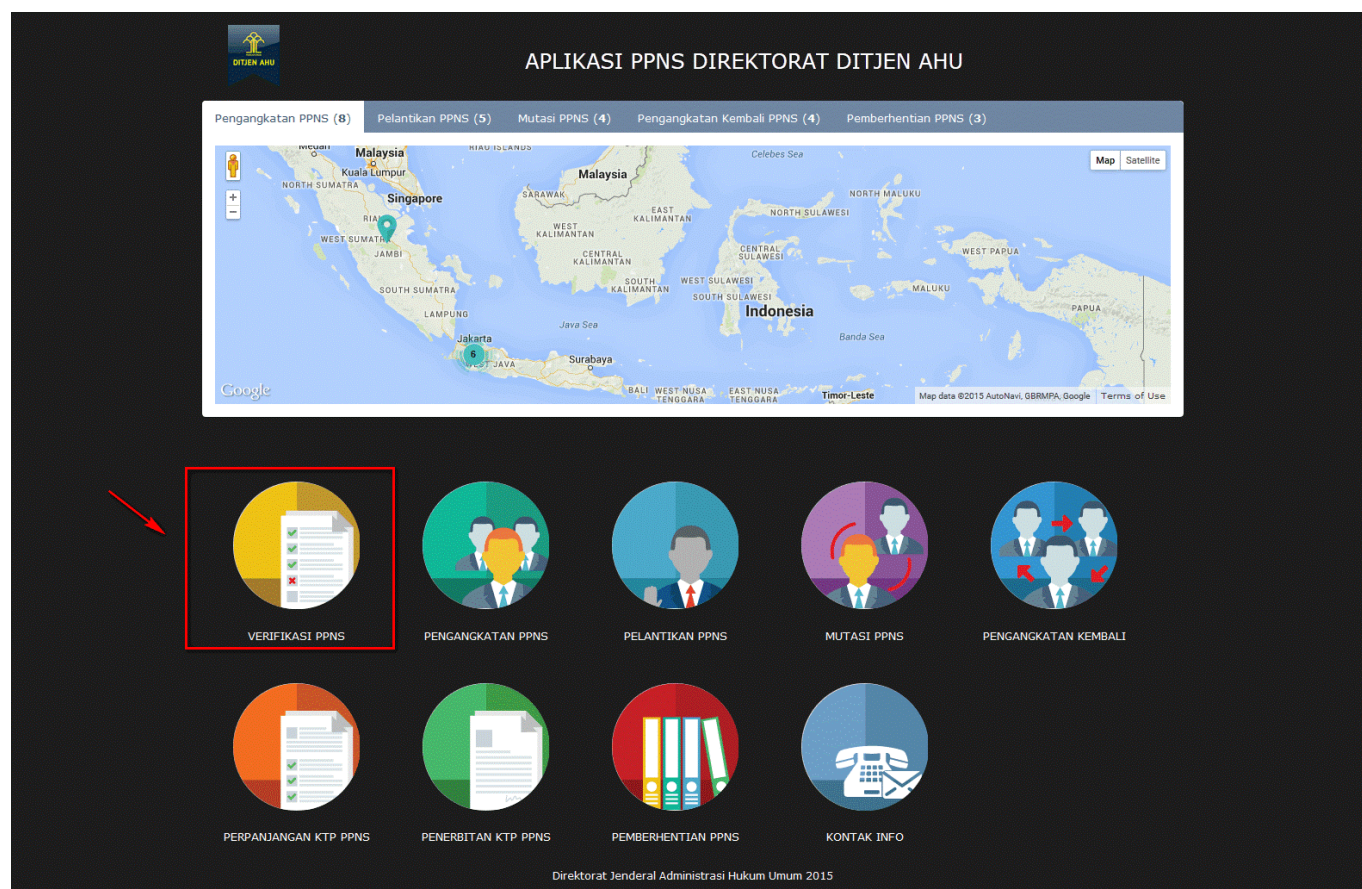 DITJEN AHU
APLIKASI PPNS DIREKTORAT DITJEN AHU
Pengangkatan PPNS (8) Pelantikan PPNS (5) Mutasi PPNS (4) Pengangkatan Kembali PPNS (4) Pemberhentian PPNS (3)
Medan
Malaysia
Kuala Lumpur
RIAU ISLANDS
NORTH SUMATRA
Singapore
RIAU
WEST SUMATRA
JAMBI
SOUTH SUMATRA
LAMPUNG
Jakarta
6
WEST JAVA
Java Sea
Surabaya
Malaysia
SARAWAK
EAST
KALIMANTAN
WEST
KALIMANTAN
CENTRAL
KALIMANTAN
SOUTH
KALIMANTAN
Celebes Sea
NORTH MALUKU
NORTH SULAWESI
CENTRAL
SULAWESI
WEST SULAWESI
SOUTH SULAWESI
Indonesia
MALUKU
WEST PAPUA
PAPUA
Banda Sea
BALI
WEST NUSA
TENGGARA
EAST NUSA
TENGGARA
Timor-Leste
Map Satellite
+
−
Google
Map data ©2015 AutoNavi, GBRMPA, Google Terms of Use
VERIFIKASI PPNS PENGANGKATAN PPNS PELANTIKAN PPNS MUTASI PPNS PENGANGKATAN KEMBALI
PERPANJANGAN KTP PPNS PENERBITAN KTP PPNS PEMBERHENTIAN PPNS KONTAK INFO
Direktorat Jenderal Administrasi Hukum Umum 2015